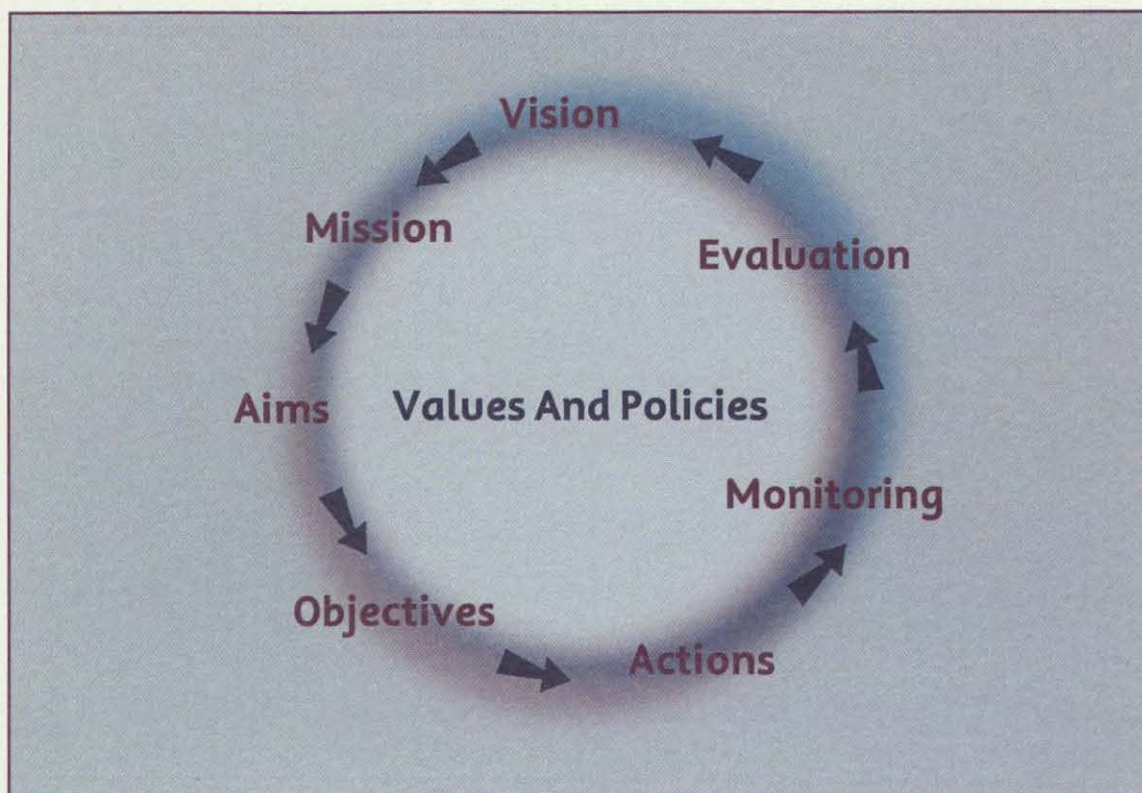 Vision
Mission
Evaluation
Aims
Values And Policies
Monitoring
Objectives
Actions